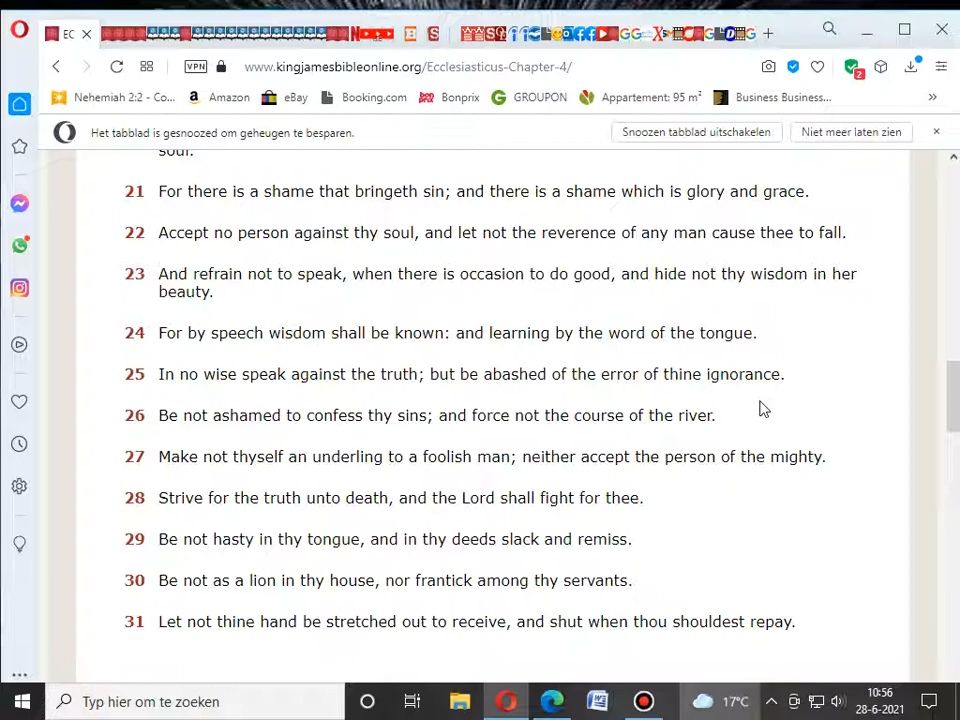 EC
www.kingjamesbibleonline.org/Ecclesiasticus-Chapter-4/
VPN
2
Nehemiah 2:2 - Co... Amazon eBay Booking.com Bonprix GROUPON Appartement: 95 m² Business Business...
Het tabblad is gesnoozed om geheugen te besparen. Snoozen tabblad uitschakelen Niet meer laten zien
soul.
21 For there is a shame that bringeth sin; and there is a shame which is glory and grace.
22 Accept no person against thy soul, and let not the reverence of any man cause thee to fall.
23 And refrain not to speak, when there is occasion to do good, and hide not thy wisdom in her
beauty.
24 For by speech wisdom shall be known: and learning by the word of the tongue.
25 In no wise speak against the truth; but be abashed of the error of thine ignorance.
26 Be not ashamed to confess thy sins; and force not the course of the river.
27 Make not thyself an underling to a foolish man; neither accept the person of the mighty.
28 Strive for the truth unto death, and the Lord shall fight for thee.
29 Be not hasty in thy tongue, and in thy deeds slack and remiss.
30 Be not as a lion in thy house, nor frantick among thy servants.
31 Let not thine hand be stretched out to receive, and shut when thou shouldest repay.
Typ hier om te zoeken
17°C
10:56
28-6-2021